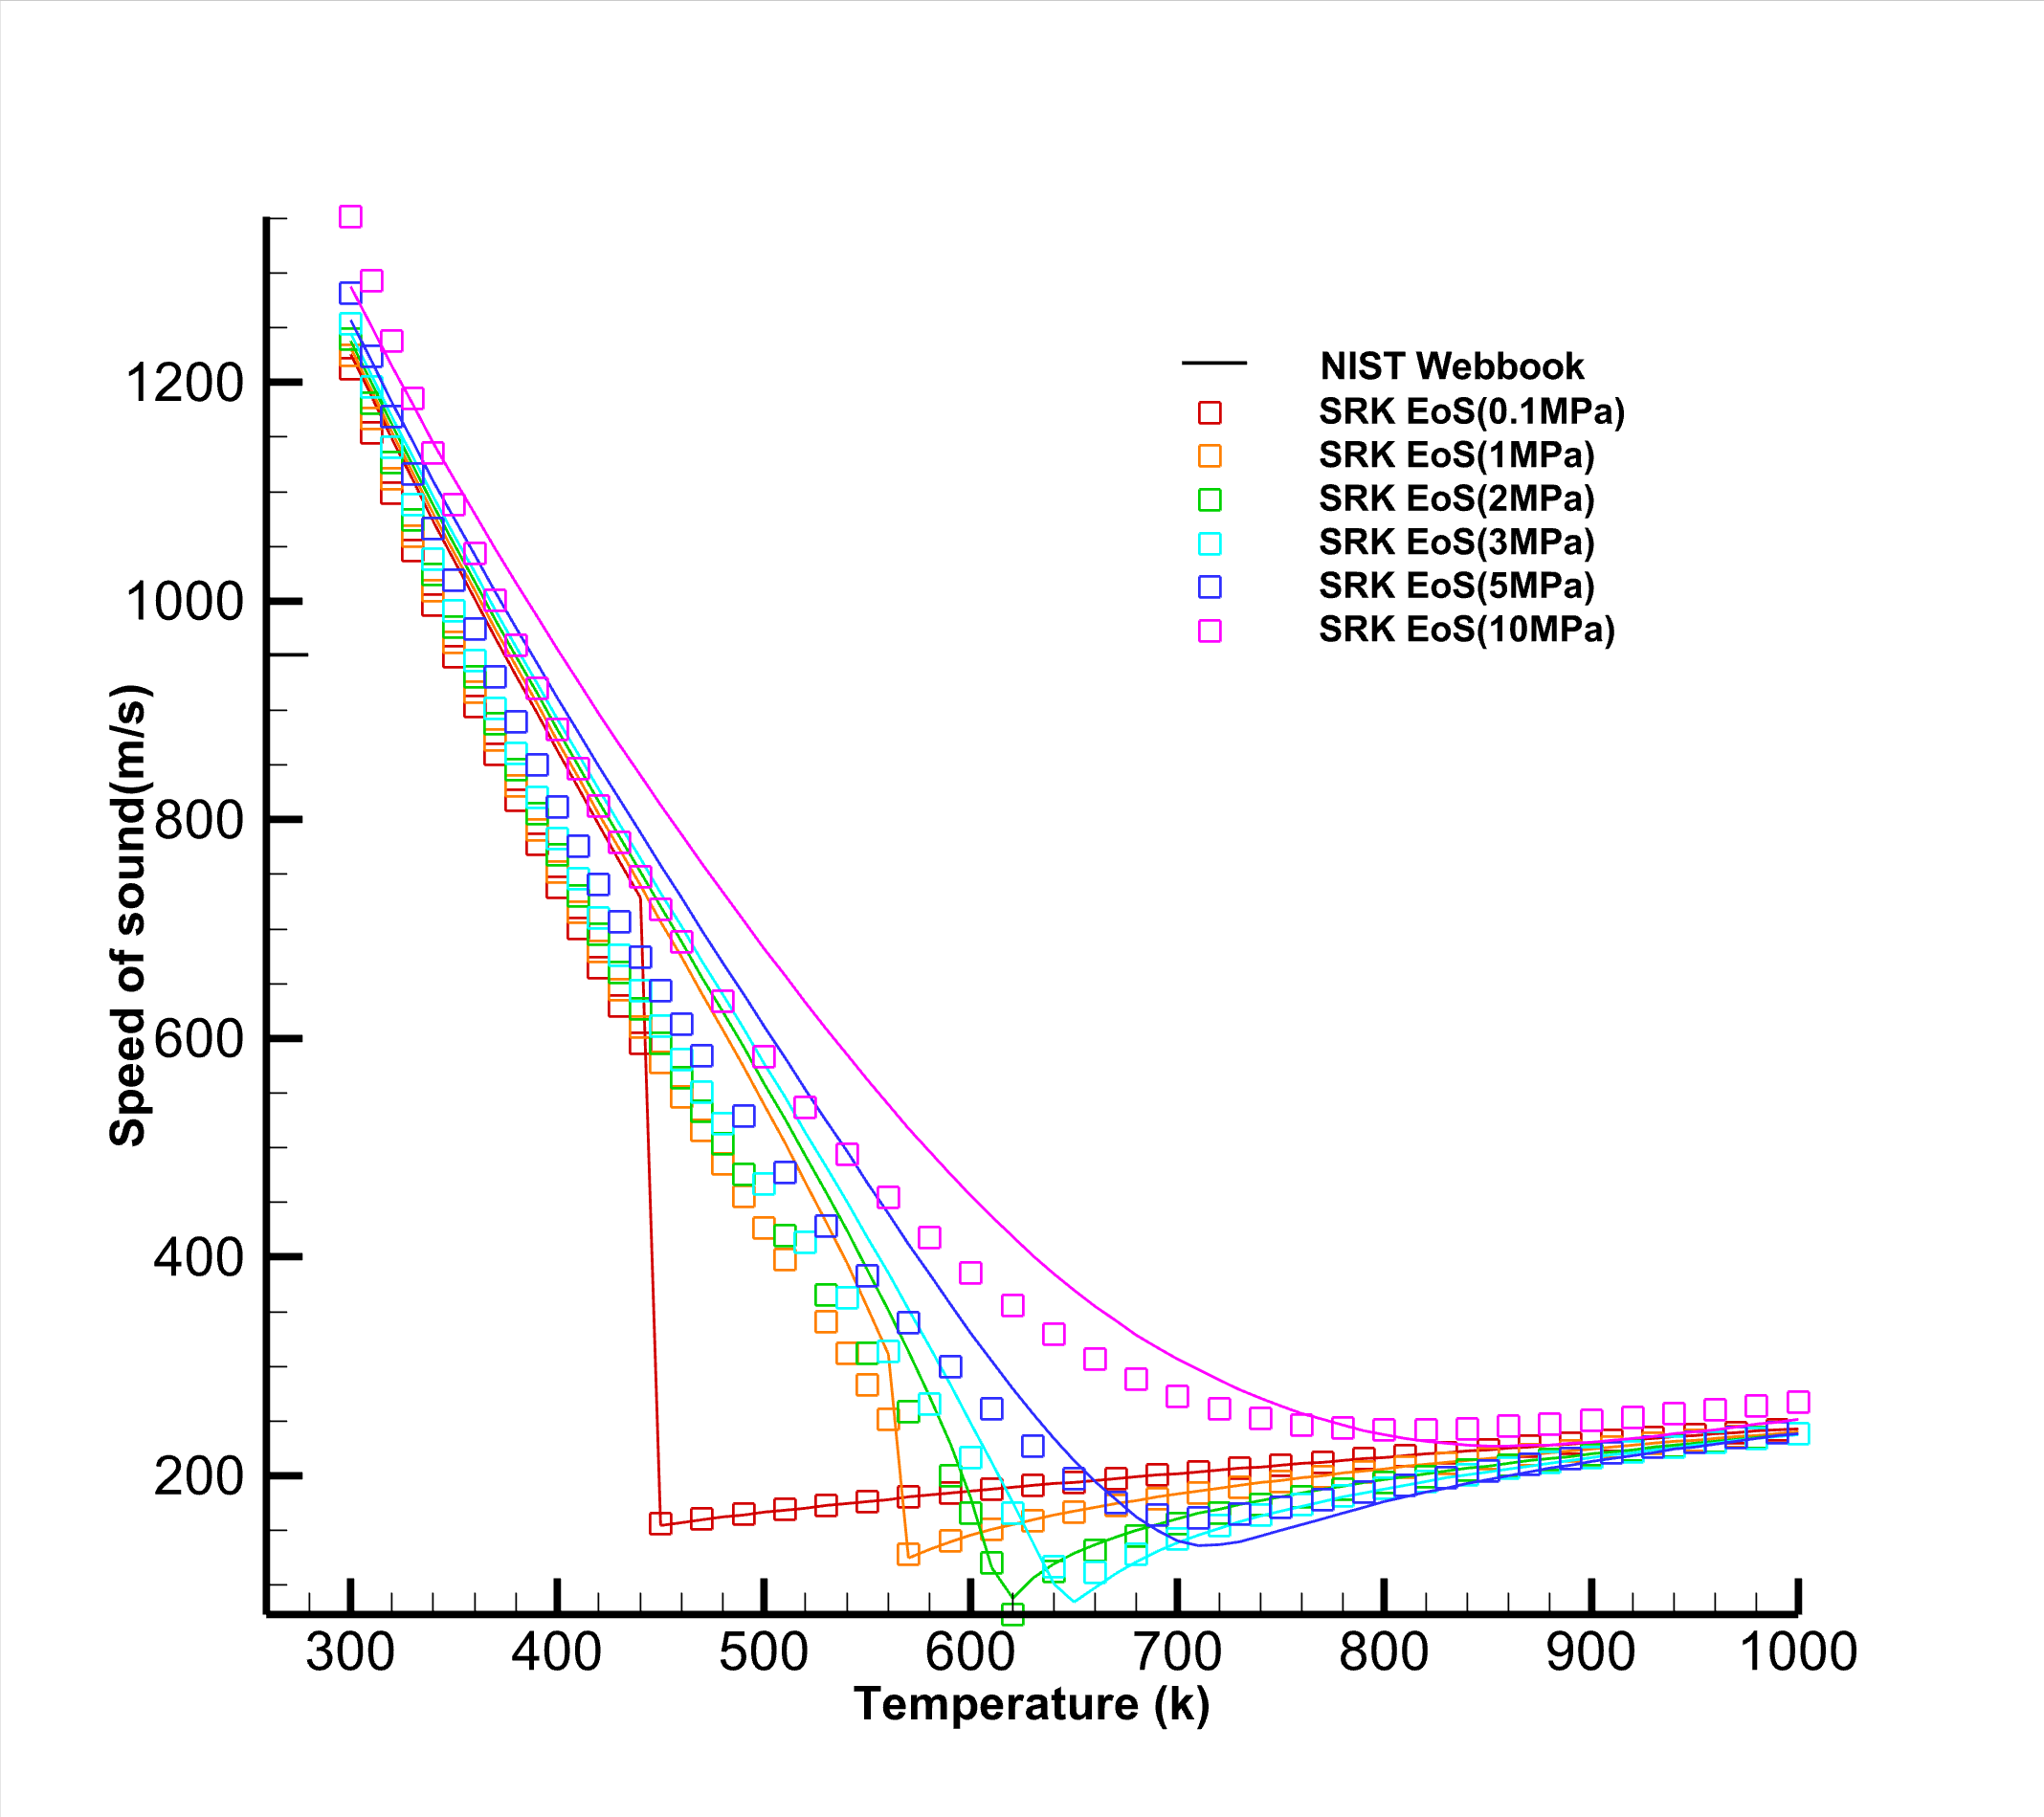 NIST Webbook
SRK EoS(0.1MPa)
SRK EoS(1MPa)
SRK EoS(2MPa)
SRK EoS(3MPa)
SRK EoS(5MPa)
SRK EoS(10MPa)
Speed of sound(m/s)
1200
1000
800
600
400
200
300 400 500 600 700 800 900 1000
Temperature (k)